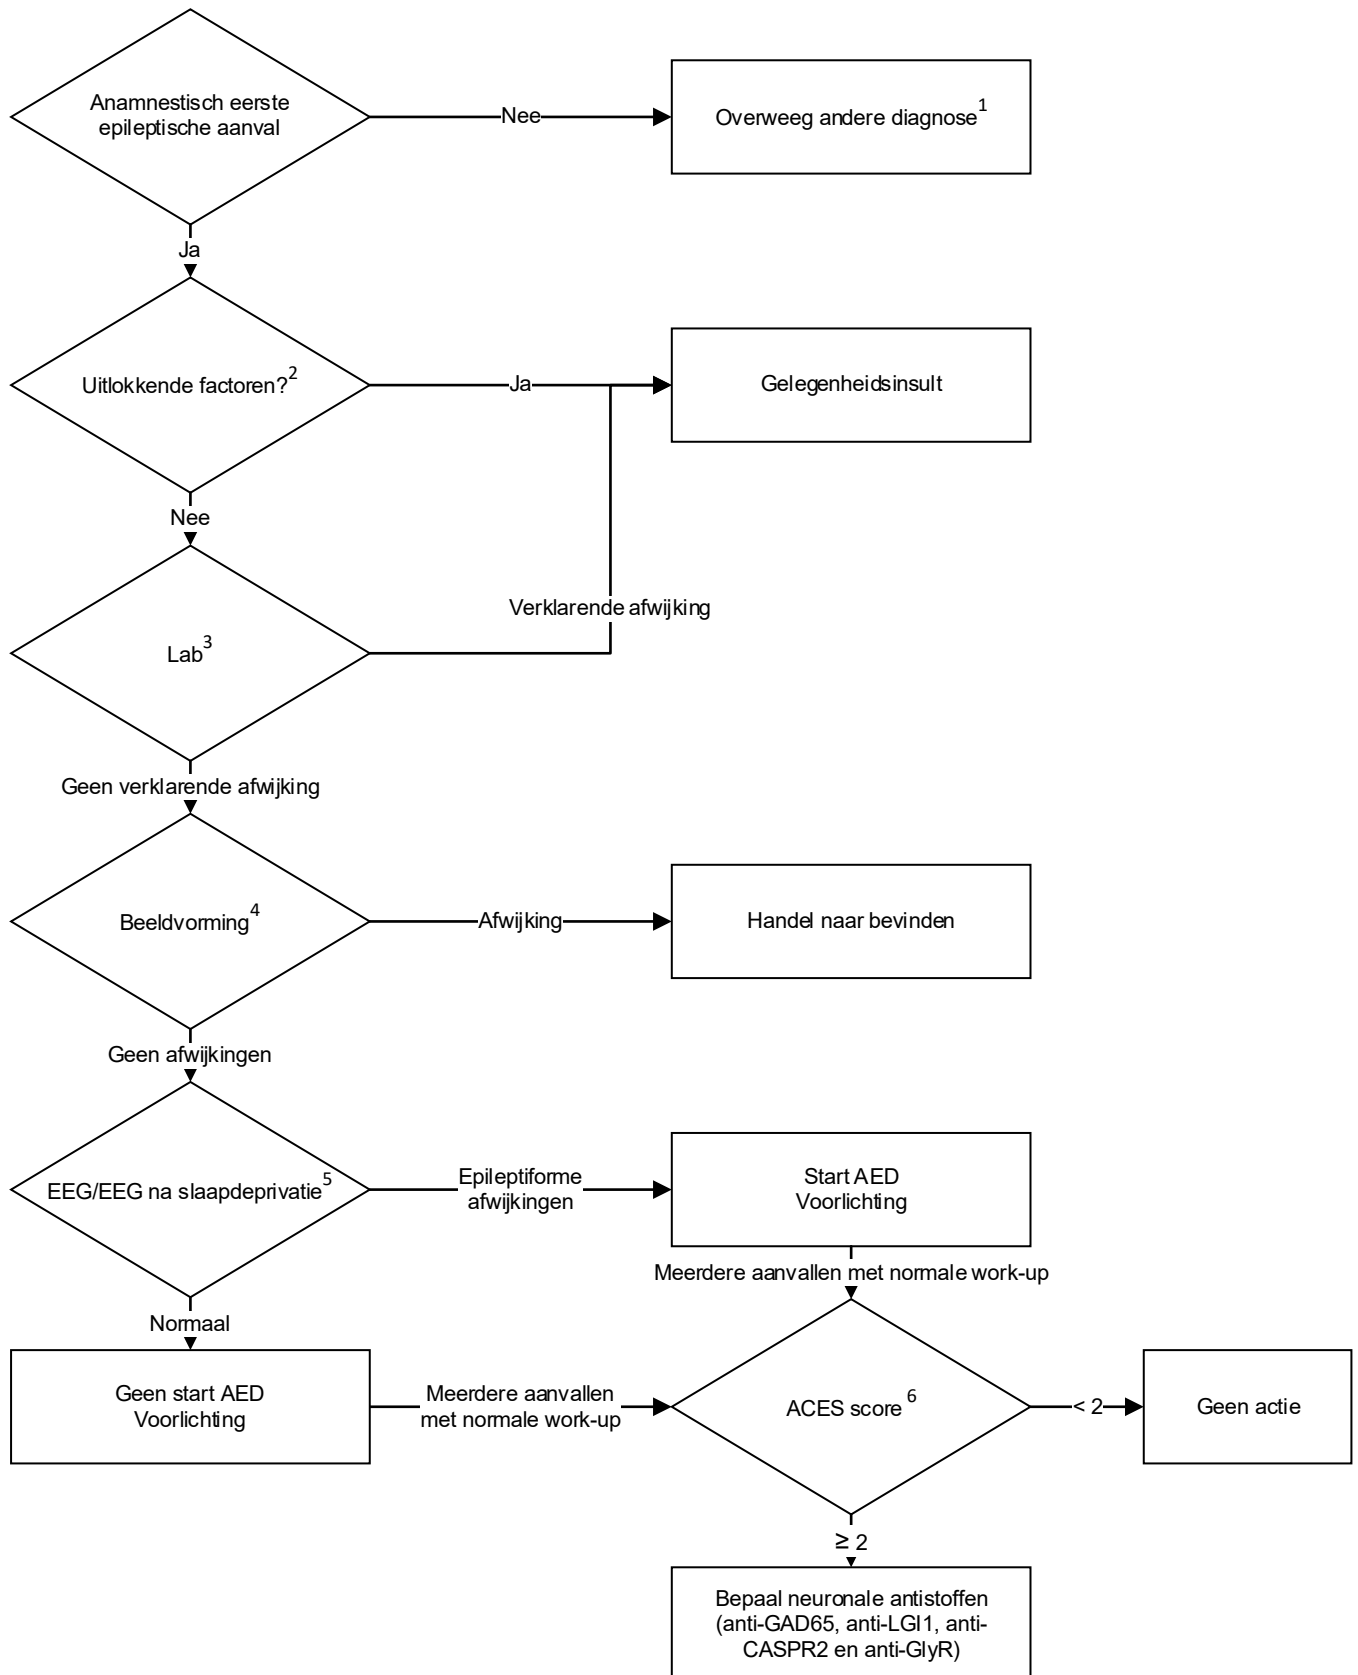 Anamnestisch eerste
epileptische aanval
Nee
Overweeg andere diagnose1
Ja
Uitlokkende factoren?2
Ja
Gelegenheidsinsult
Nee
Verklarende afwijking
Lab3
Geen verklarende afwijking
Beeldvorming4
Afwijking
Handel naar bevinden
Geen afwijkingen
EEG/EEG na slaapdeprivatie5
Epileptiforme
afwijkingen
Start AED
Voorlichting
Meerdere aanvallen met normale work-up
Normaal
Geen start AED
Voorlichting
Meerdere aanvallen
met normale work-up
ACES score6
< 2
Geen actie
≥ 2
Bepaal neuronale antistoffen
(anti-GAD65, anti-LGI1, anti-
CASPR2 en anti-GlyR)